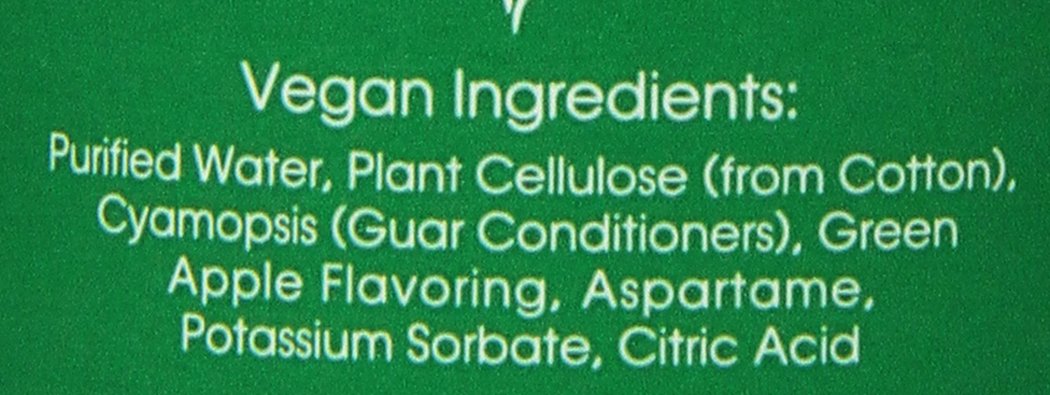 Vegan Ingredients:
Purified Water, Plant Cellulose (from Cotton),
Cyamopsis (Guar Conditioners), Green
Apple Flavoring, Aspartame,
Potassium Sorbate, Citric Acid